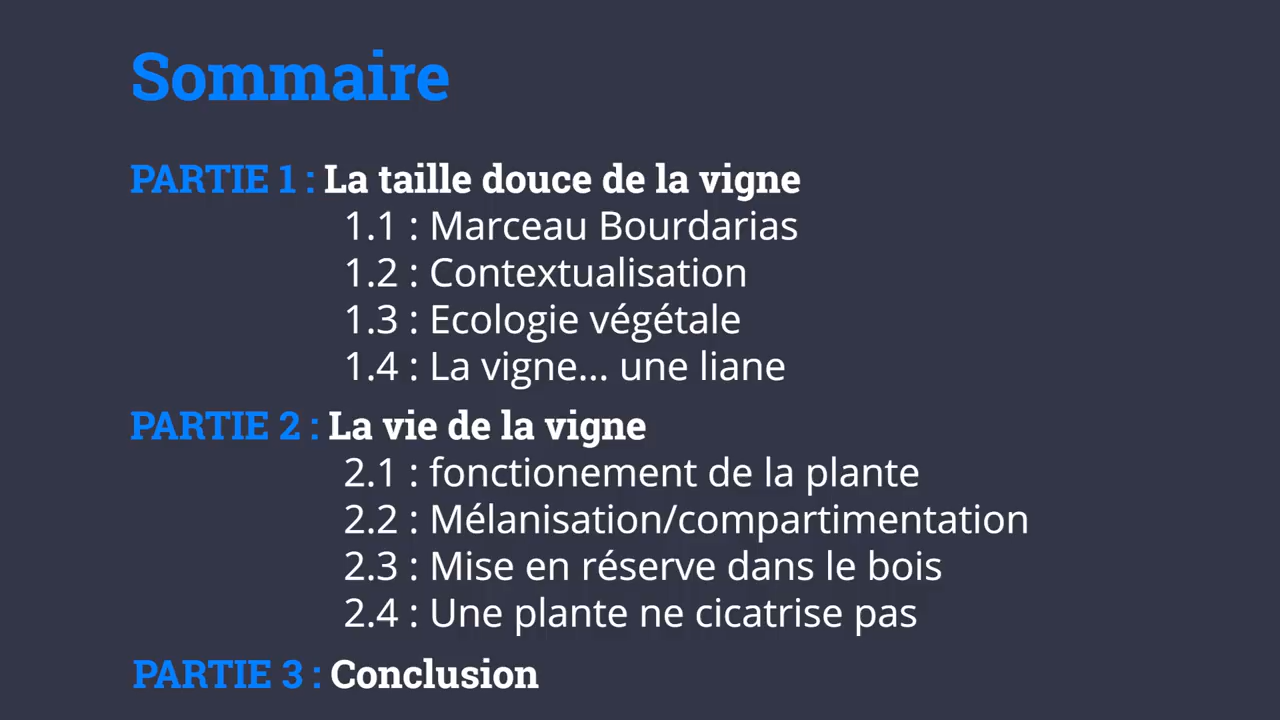 Sommaire
PARTIE 1 : La taille douce de la vigne
1.1 : Marceau Bourdarias
1.2 : Contextualisation
1.3 : Ecologie végétale
1.4 : La vigne... une liane
PARTIE 2 : La vie de la vigne
2.1 : fonctionement de la plante
2.2 : Mélanisation/compartimentation
2.3 : Mise en réserve dans le bois
2.4 : Une plante ne cicatrise pas
PARTIE 3 : Conclusion